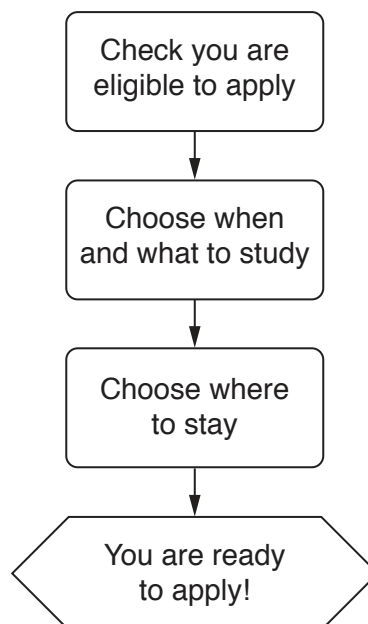 Check you are
eligible to apply
Choose when
and what to study
Choose where
to stay
You are ready
to apply!